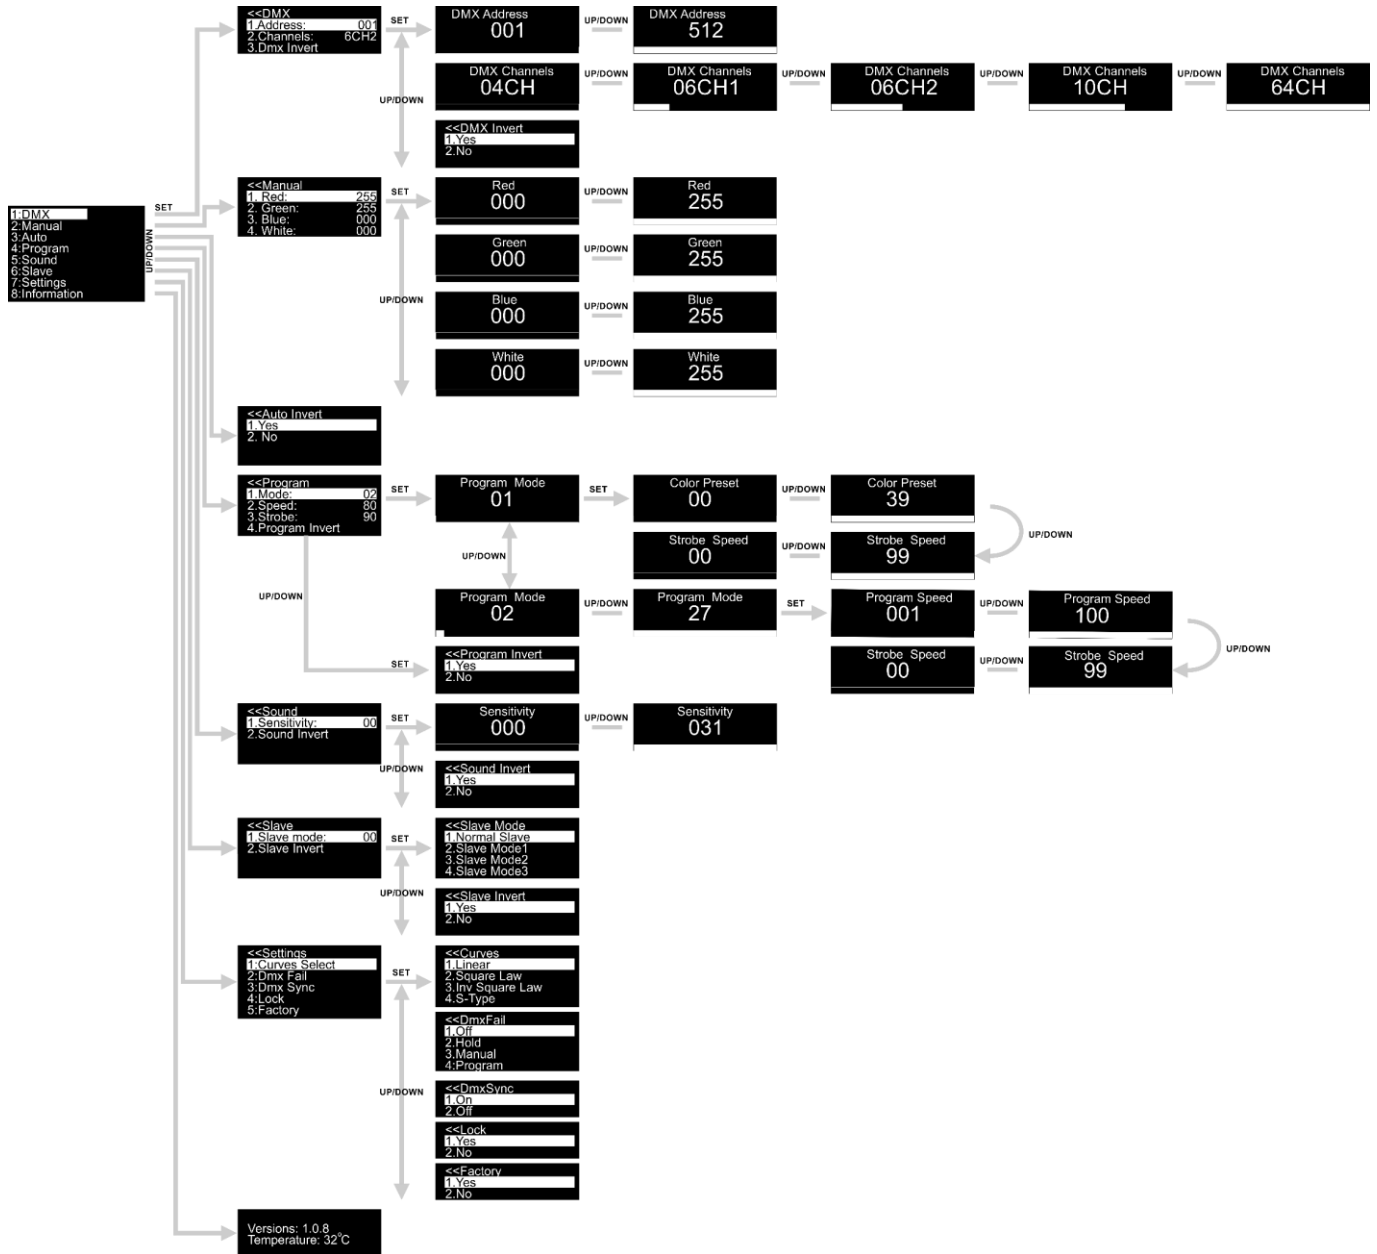 1:DMX
2:Manual
3:Auto
4:Program
5:Sound
6:Slave
7:Settings
8:Information
SET
UP/DOWN
<<DMX
1.Address: 001
2.Channels: 6CH2
3.Dmx Invert
SET
UP/DOWN
DMX Address
001
UP/DOWN
DMX Address
512
DMX Channels
04CH
UP/DOWN
DMX Channels
06CH1
UP/DOWN
DMX Channels
06CH2
UP/DOWN
DMX Channels
10CH
UP/DOWN
DMX Channels
64CH
<<DMX Invert
1.Yes
2.No
<<Manual
1. Red: 255
2. Green: 255
3. Blue: 000
4. White: 000
SET
UP/DOWN
Red
000
UP/DOWN
Red
255
Green
000
UP/DOWN
Green
255
Blue
000
UP/DOWN
Blue
255
White
000
UP/DOWN
White
255
<<Auto Invert
1.Yes
2. No
<<Program
1.Mode: 02
2.Speed: 80
3.Strobe: 90
4.Program Invert
SET
UP/DOWN
Program Mode
01
SET
Color Preset
00
UP/DOWN
Color Preset
39
UP/DOWN
Strobe Speed
00
UP/DOWN
Strobe Speed
99
UP/DOWN
Program Mode
02
UP/DOWN
Program Mode
27
SET
Program Speed
001
UP/DOWN
Program Speed
100
UP/DOWN
Strobe Speed
00
UP/DOWN
Strobe Speed
99
SET
<<Program Invert
1.Yes
2.No
<<Sound
1.Sensitivity: 00
2.Sound Invert
SET
UP/DOWN
Sensitivity
000
UP/DOWN
Sensitivity
031
<<Sound Invert
1.Yes
2.No
<<Slave
1.Slave mode: 00
2.Slave Invert
SET
UP/DOWN
<<Slave Mode
1.Normal Slave
2.Slave Mode1
3.Slave Mode2
4.Slave Mode3
<<Slave Invert
1.Yes
2.No
<<Settings
1:Curves Select
2:Dmx Fail
3:Dmx Sync
4:Lock
5:Factory
SET
UP/DOWN
<<Curves
1.Linear
2.Square Law
3.Inv Square Law
4.S-Type
<<DmxFail
1.Off
2.Hold
3.Manual
4:Program
<<DmxSync
1.On
2.Off
<<Lock
1.Yes
2.No
<<Factory
1.Yes
2.No
Versions: 1.0.8
Temperature: 32°C